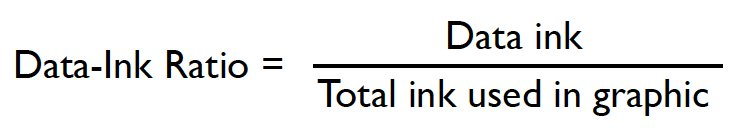 Data ink
Data-Ink Ratio =
Total ink used in graphic